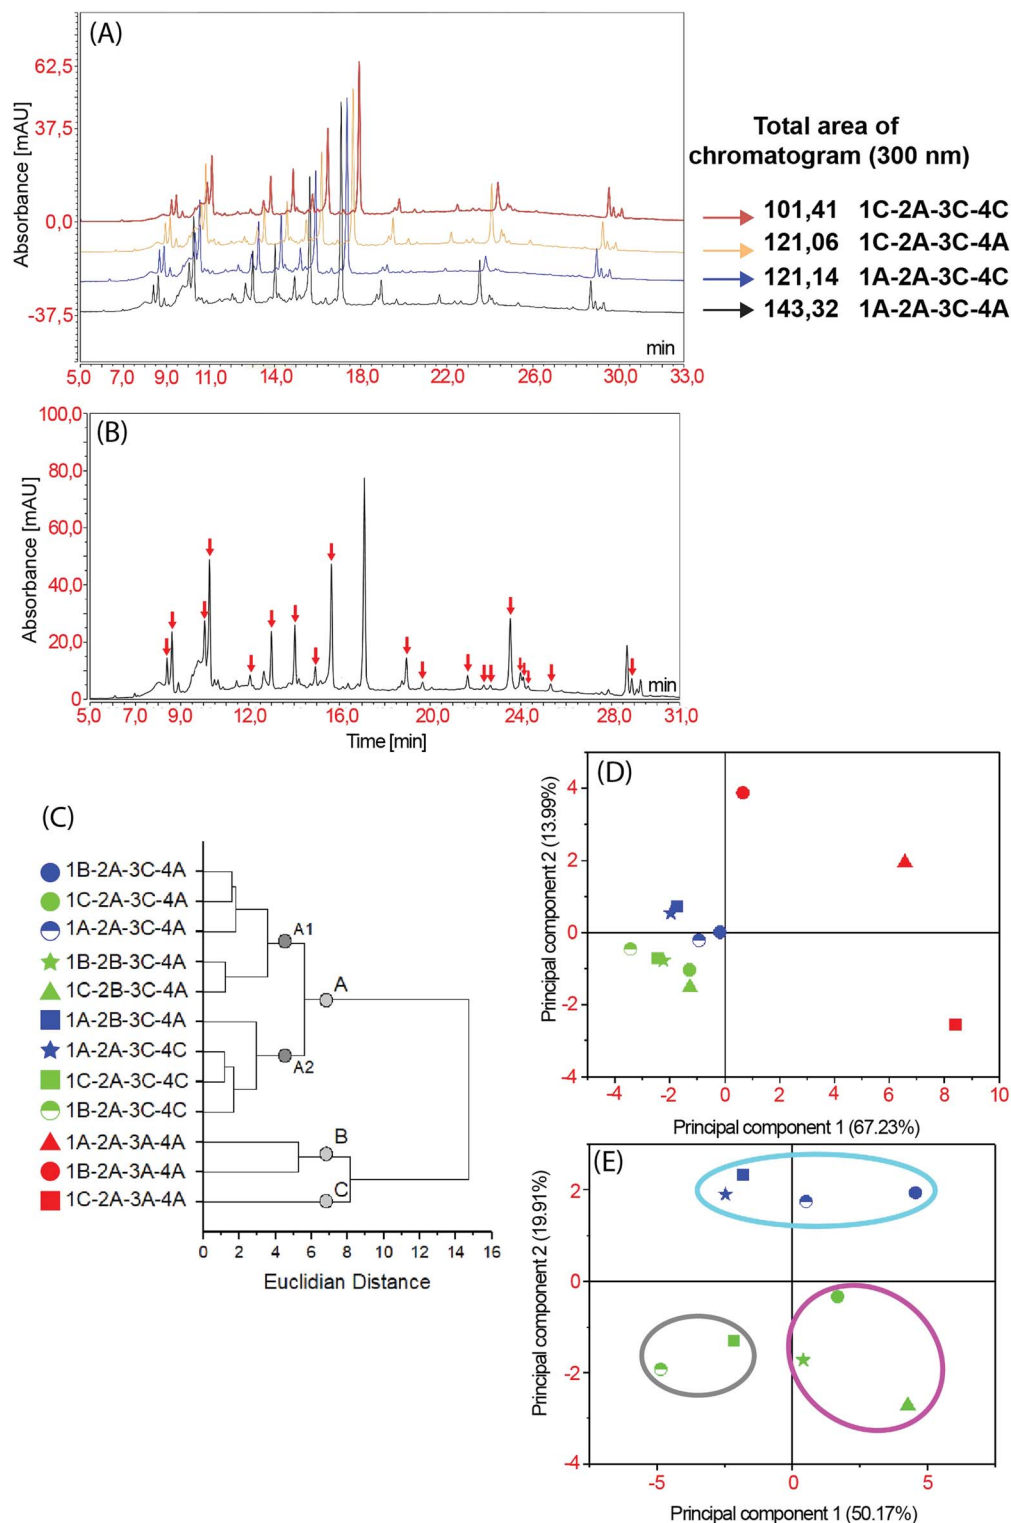 (A)
Absorbance [mAU]
62,5
37,5
0,0
-37,5
min
5,0 7,0 9,0 11,0 14,0 18,0 22,0 26,0 30,0 33,0
Total area of
chromatogram (300 nm)
101,41 1C-2A-3C-4C
121,06 1C-2A-3C-4A
121,14 1A-2A-3C-4C
143,32 1A-2A-3C-4A
(B)
Absorbance [mAU]
100,0
80,0
60,0
40,0
20,0
0
min
5,0 7,0 9,0 13,0 16,0 20,0 24,0 28,0 31,0
Time [min]
(C)
1B-2A-3C-4A
1C-2A-3C-4A
1A-2A-3C-4A
1B-2B-3C-4A
1C-2B-3C-4A
1A-2B-3C-4A
1A-2A-3C-4C
1C-2A-3C-4C
1B-2A-3C-4C
1A-2A-3A-4A
1B-2A-3A-4A
1C-2A-3A-4A
A1
A
A2
B
C
0 2 4 6 8 10 12 14 16
Euclidian Distance
(D)
Principal component 2 (13.99%)
4
2
0
-2
-4
-4 -2 0 2 4 6 8 10
Principal component 1 (67.23%)
(E)
Principal component 2 (19.91%)
2
0
-2
-4
-5 0 5
Principal component 1 (50.17%)